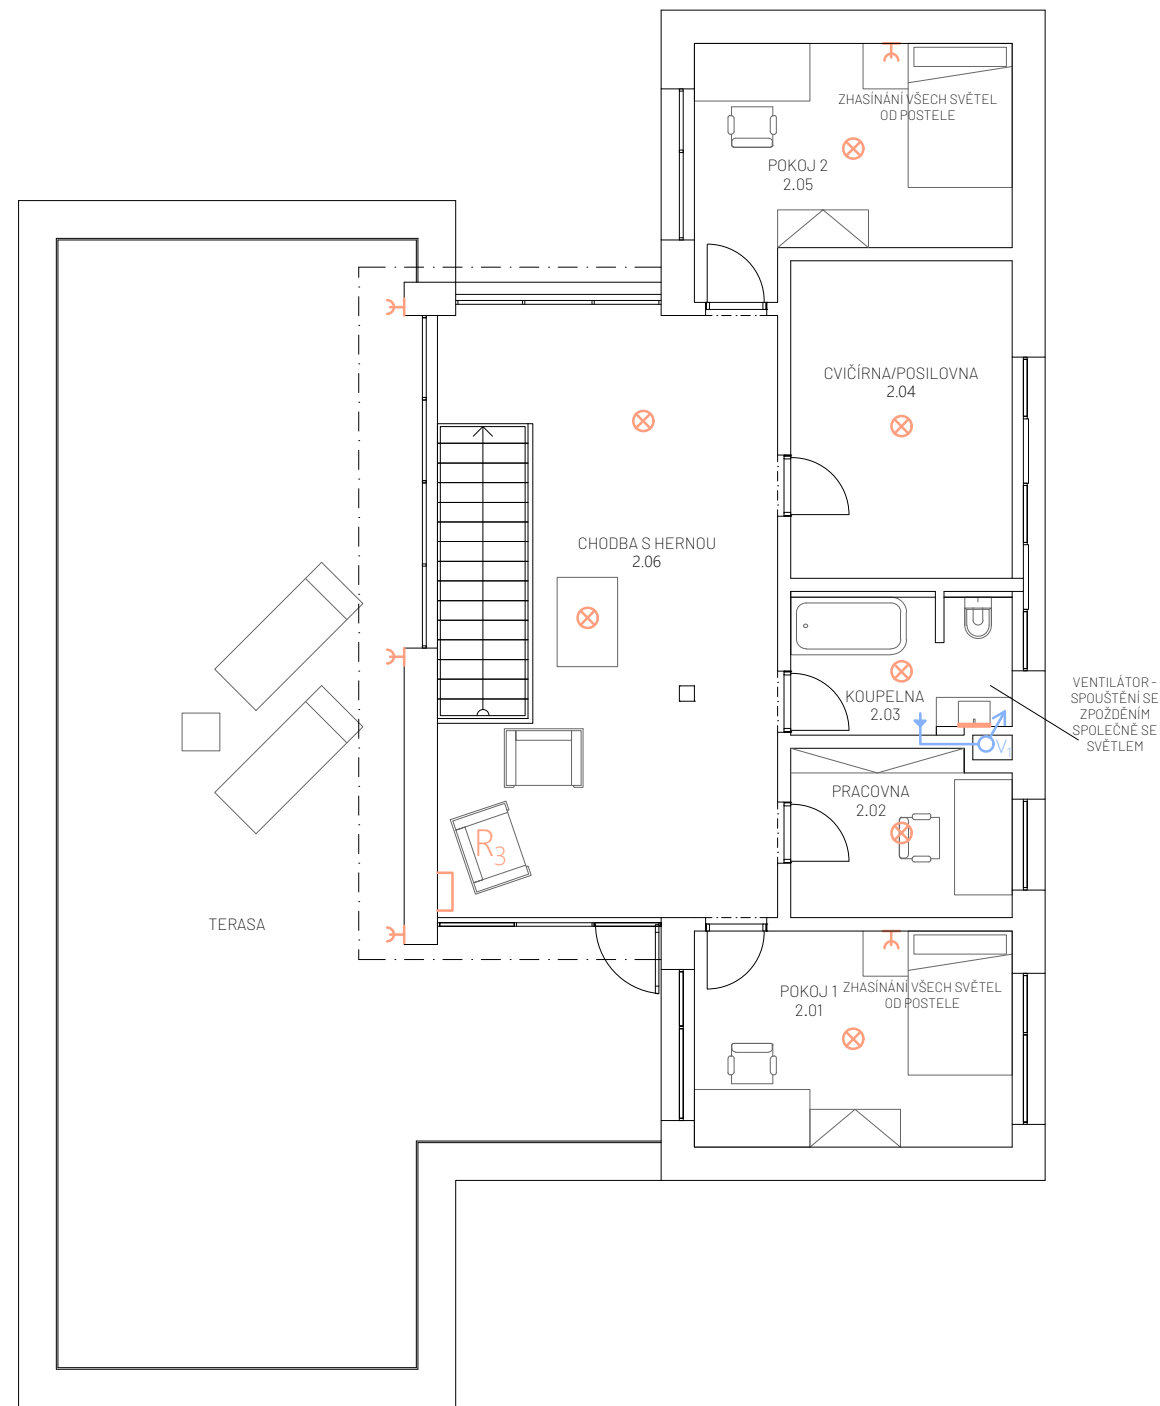 ZHASÍNÁNÍ VŠECH SVĚTEL
OD POSTELE
POKOJ 2
2.05
CVIČÍRNA/POSILOVNA
2.04
CHODBA S HERNOU
2.06
KOUPELNA
2.03
V1
VENTILÁTOR -
SPOUŠTĚNÍ SE
ZPOŽDĚNÍM
SPOLEČNĚ SE
SVĚTLEM
PRACOVNA
2.02
R3
TERASA
POKOJ 1
2.01
ZHASÍNÁNÍ VŠECH SVĚTEL
OD POSTELE